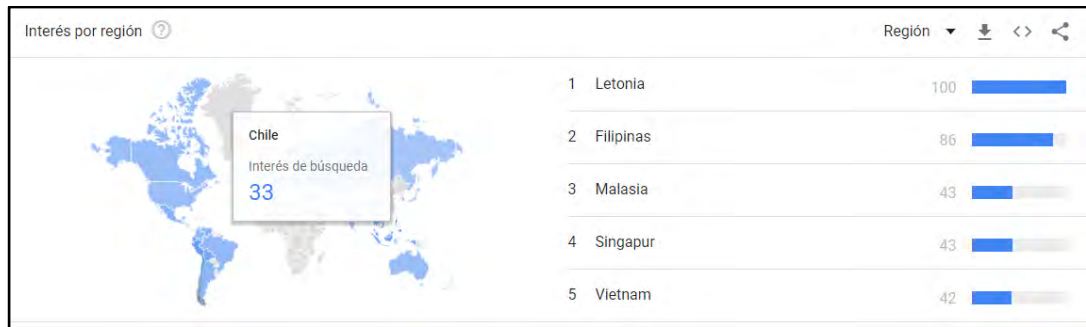 Interés por región
Región
Chile
Interés de búsqueda
33
1 Letonia 100
2 Filipinas 86
3 Malasia 43
4 Singapur 43
5 Vietnam 42